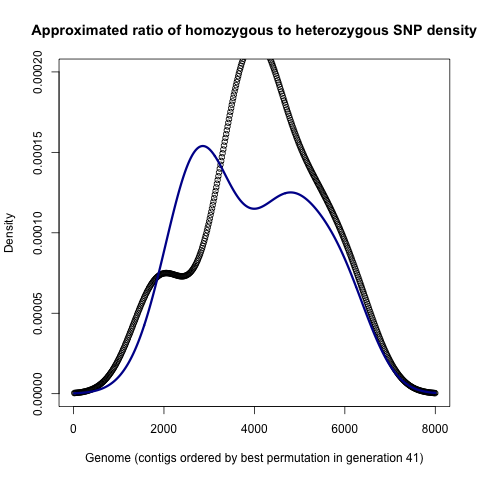 Approximated ratio of homozygous to heterozygous SNP density
Density
0.00020
0.00015
0.00010
0.00005
0.00000
0 2000 4000 6000 8000
Genome (contigs ordered by best permutation in generation 41)